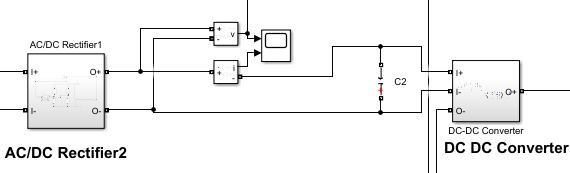 AC/DC Rectifier1
+
-
v
I+
O+
i
+
-
I-
O-
C2
I+
I-
O+
O-
DC-DC Converter
AC/DC Rectifier2
DC DC Converter